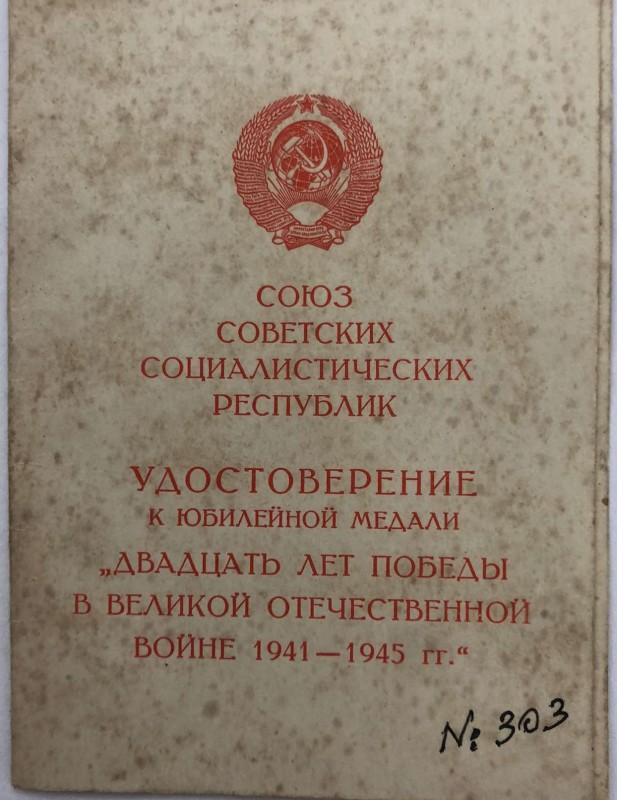 СОЮЗ
СОВЕТСКИХ
СОЦИАЛИСТИЧЕСКИХ
РЕСПУБЛИК
УДОСТОВЕРЕНИЕ
К ЮБИЛЕЙНОЙ МЕДАЛИ
„ДВАДЦАТЬ ЛЕТ ПОБЕДЫ
В ВЕЛИКОЙ ОТЕЧЕСТВЕННОЙ
ВОЙНЕ 1941—1945 гг.“
№ 303